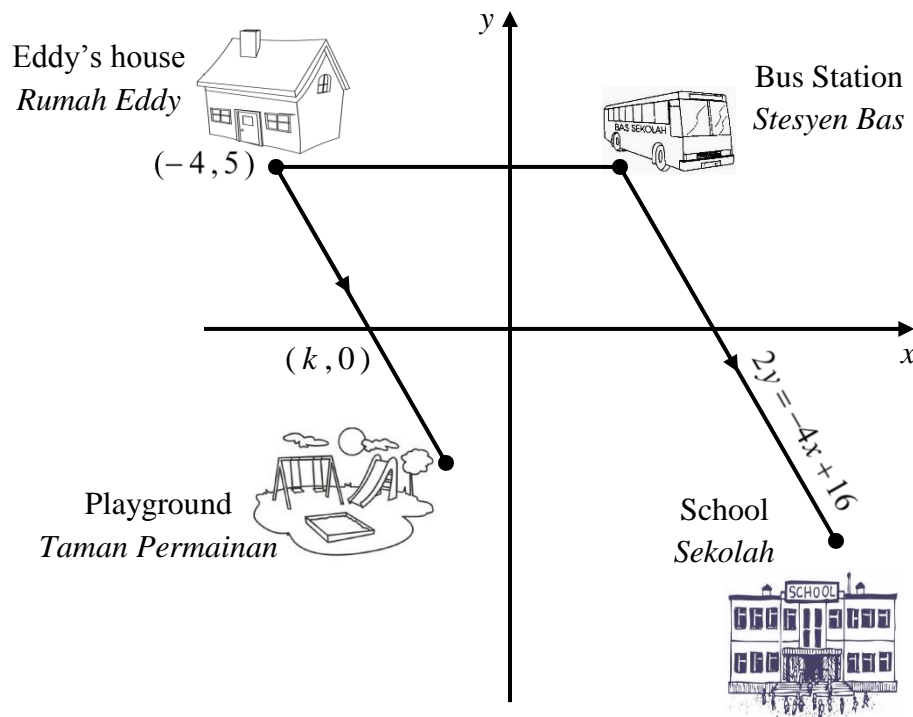 y
Eddy's house
Rumah Eddy
Bus Station
Stesyen Bas
BAS SEKOLAH
(−4,5)
x
(k,0)
2y = −4x+16
Playground
Taman Permainan
School
Sekolah
SCHOOL